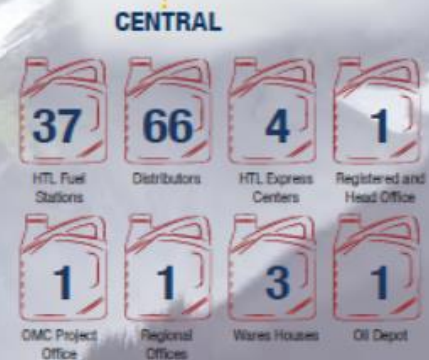 CENTRAL
37 66 4 1
HTL Fuel Stations
Distributors
HTL Express Centers
Registered and Head Office
1 1 3 1
OMC Project Office
Regional Offices
Wares Houses
Oil Depot